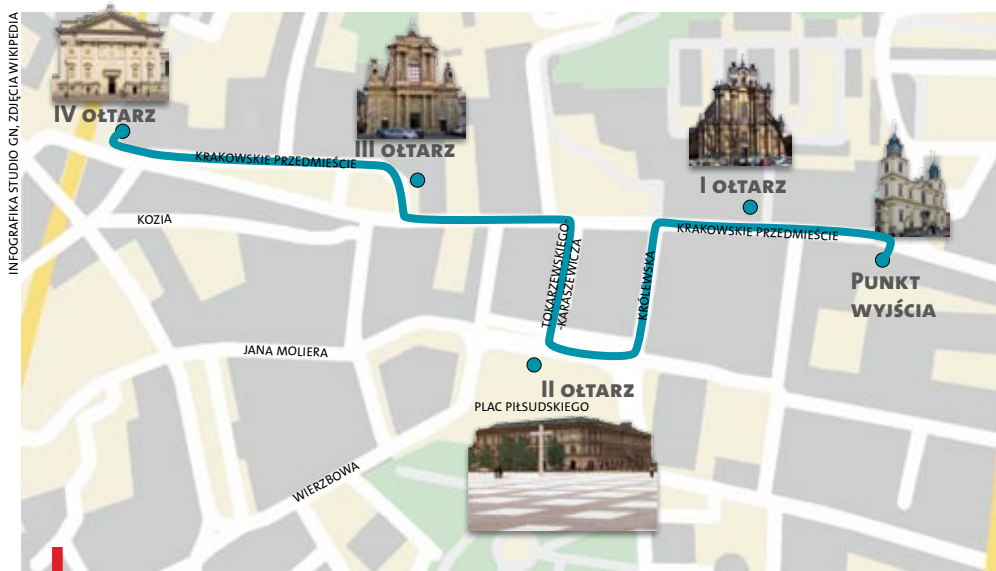 INFOGRAFIKA STUDIO GN, ZDJĘCIA WIKIPEDIA
IV OŁTARZ
III OŁTARZ
I OŁTARZ
KRAKOWSKIE PRZEDMIEŚCIE
KOZIA
KRAKOWSKIE PRZEDMIEŚCIE
TOKARZEWSKIEGO-
-KARASZEWICZA
KRÓLEWSKA
PUNKT
WYJŚCIA
JANA MOLIERA
II OŁTARZ
PLAC PIŁSUDSKIEGO
WIERZBOWA